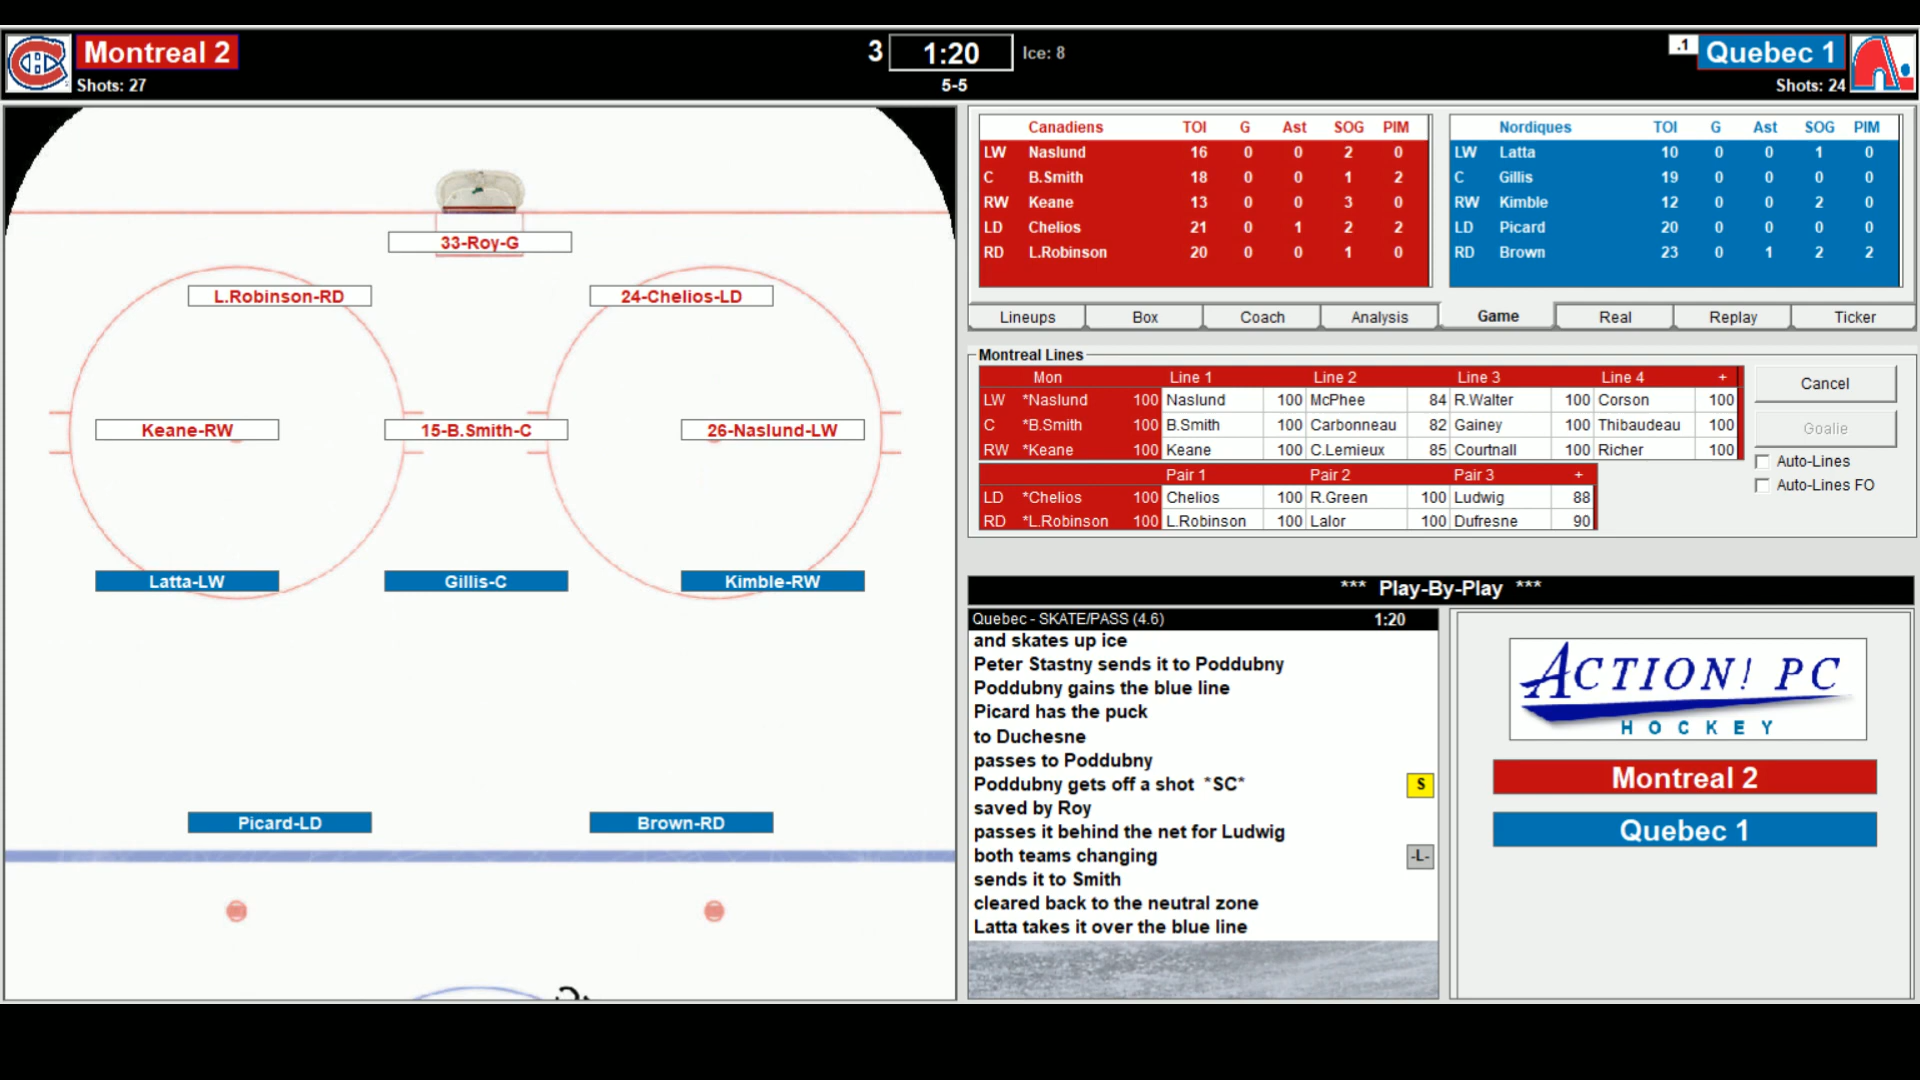 Montreal 2
Shots: 27
3 1:20 Ice: 8
5-5
.1 Quebec 1
Shots: 24
33-Roy-G
L.Robinson-RD 24-Chelios-LD
Keane-RW 15-B.Smith-C 26-Naslund-LW
Latta-LW Gillis-C Kimble-RW
Picard-LD Brown-RD
Canadiens TOI G Ast SOG PIM
LW Naslund 16 0 0 2 0
C B.Smith 18 0 0 1 2
RW Keane 13 0 0 3 0
LD Chelios 21 0 1 2 2
RD L.Robinson 20 0 0 1 0
Nordiques TOI G Ast SOG PIM
LW Latta 10 0 0 1 0
C Gillis 19 0 0 0 0
RW Kimble 12 0 0 2 0
LD Picard 20 0 0 0 0
RD Brown 23 0 1 2 2
Lineups Box Coach Analysis Game Real Replay Ticker
Montreal Lines
Mon Line 1 Line 2 Line 3 Line 4 +
LW *Naslund 100 Naslund 100 McPhee 84 R.Walter 100 Corson 100
C *B.Smith 100 B.Smith 100 Carbonneau 82 Gainey 100 Thibaudeau 100
RW *Keane 100 Keane 100 C.Lemieux 85 Courtnall 100 Richer 100
Pair 1 Pair 2 Pair 3 +
LD *Chelios 100 Chelios 100 R.Green 100 Ludwig 88
RD *L.Robinson 100 L.Robinson 100 Lalor 100 Dufresne 90
Cancel
Goalie
Auto-Lines
Auto-Lines FO
*** Play-By-Play ***
Quebec - SKATE/PASS (4.6) 1:20
and skates up ice
Peter Stastny sends it to Poddubny
Poddubny gains the blue line
Picard has the puck
to Duchesne
passes to Poddubny
Poddubny gets off a shot *SC* S
saved by Roy
passes it behind the net for Ludwig
both teams changing -L-
sends it to Smith
cleared back to the neutral zone
Latta takes it over the blue line
ACTION! PC
HOCKEY
Montreal 2
Quebec 1